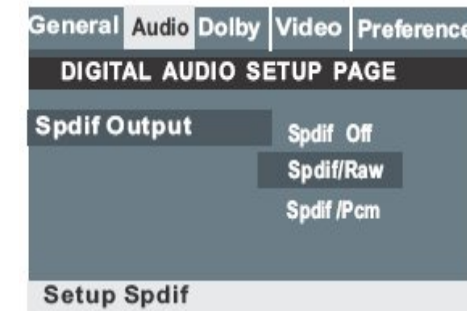 General Audio Dolby Video Preference
DIGITAL AUDIO SETUP PAGE
Spdif Output
Spdif Off
Spdif/Raw
Spdif /Pcm
Setup Spdif